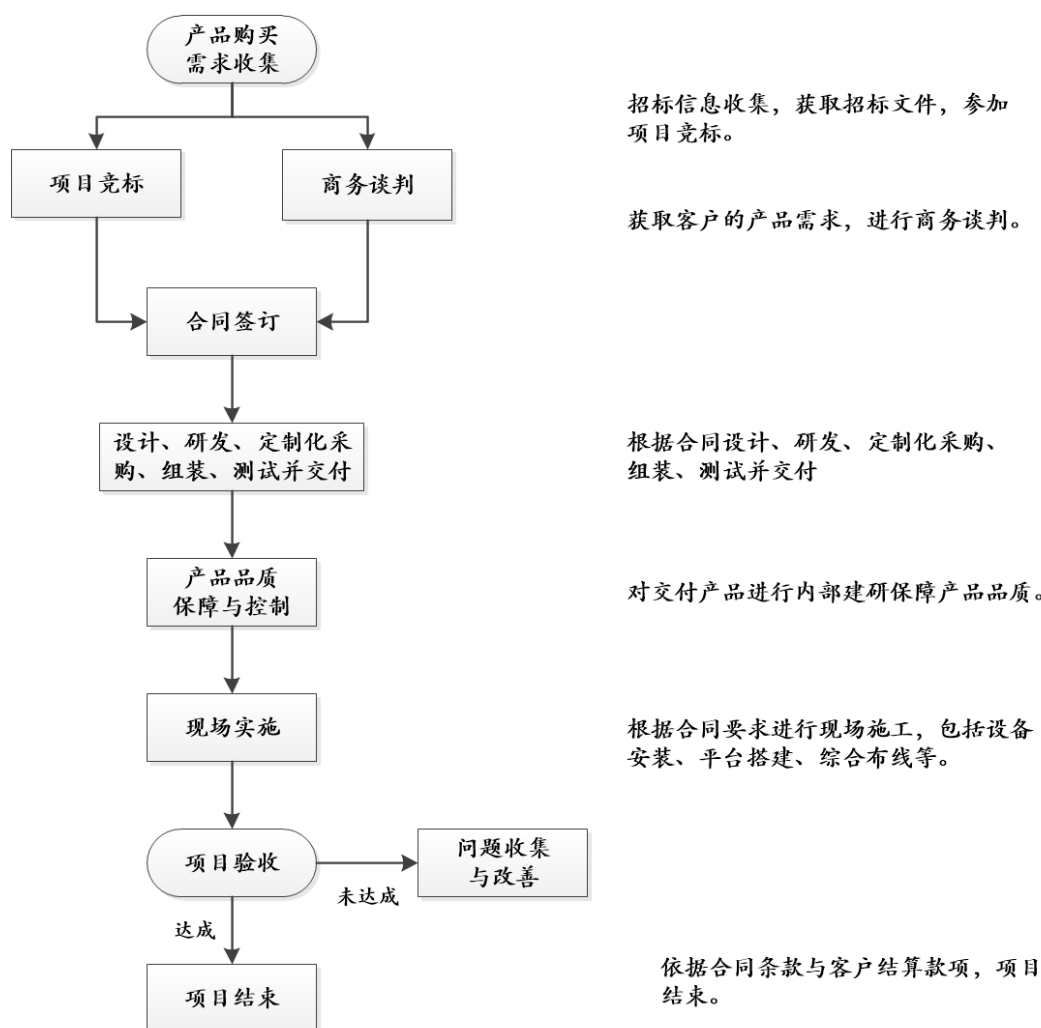 产品购买
需求收集
招标信息收集，获取招标文件，参加
项目竞标。
项目竞标
商务谈判
获取客户的产品需求，进行商务谈判。
合同签订
设计、研发、定制化采
购、组装、测试并交付
根据合同设计、研发、定制化采购、
组装、测试并交付
产品品质
保障与控制
对交付产品进行内部建研保障产品品质。
现场实施
根据合同要求进行现场施工，包括设备
安装、平台搭建、综合布线等。
项目验收
问题收集
与改善
未达成
达成
项目结束
依据合同条款与客户结算款项，项目
结束。